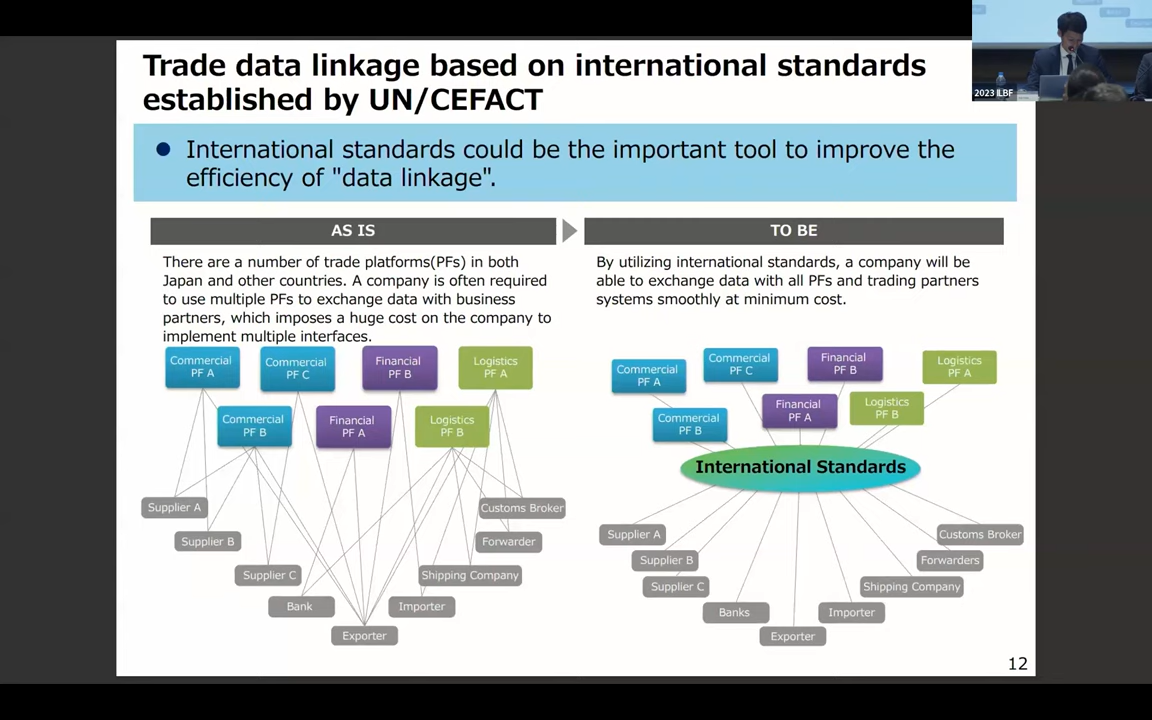 Trade data linkage based on international standards
established by UN/CEFACT
2023 ILBF
● International standards could be the important tool to improve the
efficiency of "data linkage".
AS IS
There are a number of trade platforms(PFs) in both
Japan and other countries. A company is often required
to use multiple PFs to exchange data with business
partners, which imposes a huge cost on the company to
implement multiple interfaces.
Commercial
PF A
Commercial
PF C
Financial
PF B
Logistics
PF A
Commercial
PF B
Financial
PF A
Logistics
PF B
Supplier A
Customs Broker
Supplier B
Forwarder
Supplier C
Shipping Company
Bank
Importer
Exporter
TO BE
By utilizing international standards, a company will be
able to exchange data with all PFs and trading partners
systems smoothly at minimum cost.
Commercial
PF A
Commercial
PF C
Financial
PF B
Logistics
PF A
Commercial
PF B
Financial
PF A
Logistics
PF B
International Standards
Supplier A
Customs Broker
Supplier B
Forwarders
Supplier C
Shipping Company
Banks
Importer
Exporter
12